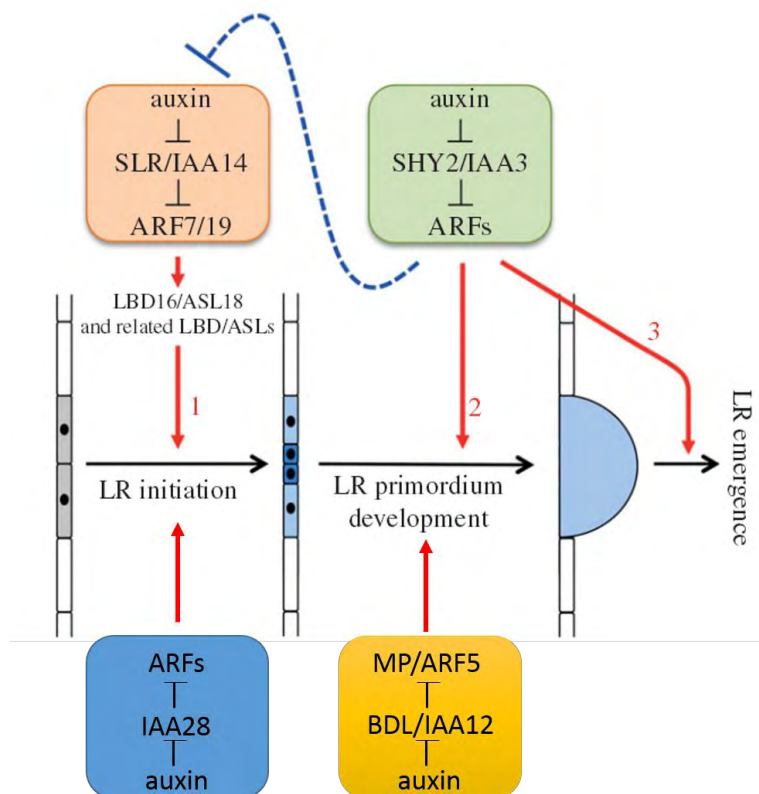 auxin
SLR/IAA14
ARF7/19
auxin
SHY2/IAA3
ARFs
LBD16/ASL18
and related LBD/ASLs
1
2
3
LR initiation
LR primordium
development
LR emergence
ARFs
IAA28
auxin
MP/ARF5
BDL/IAA12
auxin